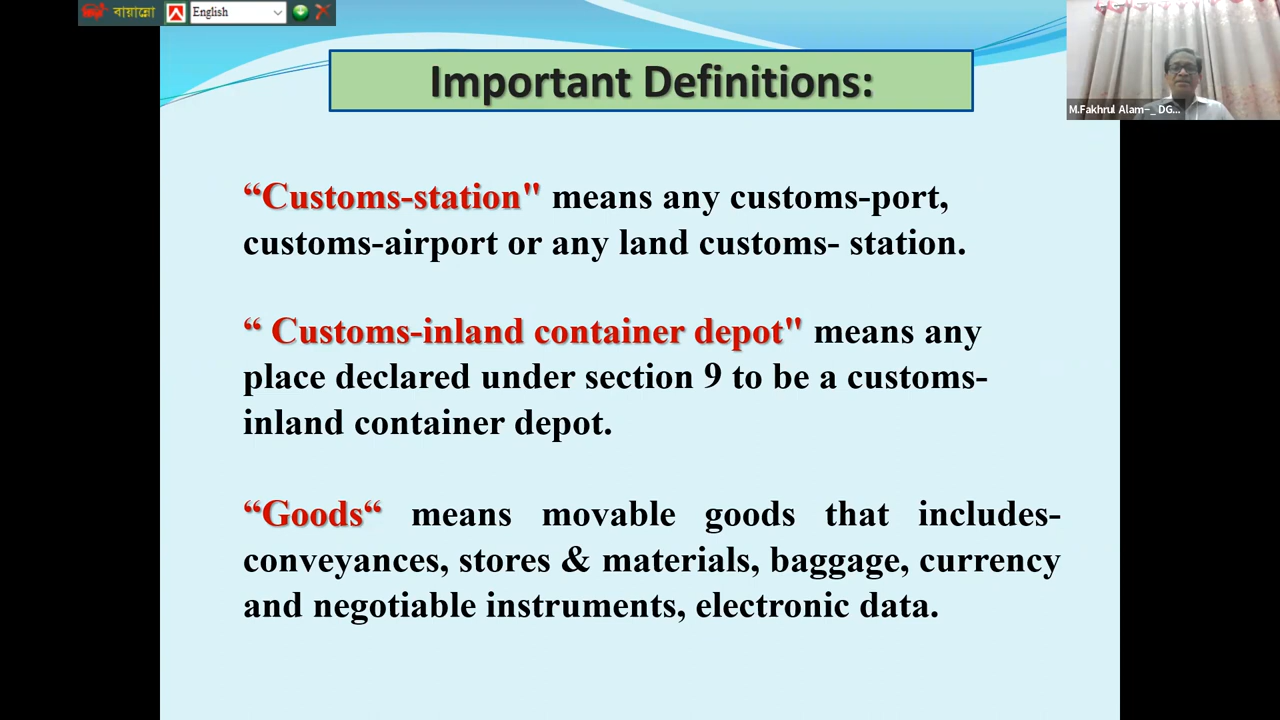 বায়ান্নো
English
M.Fakhrul Alam–_ DG...
Important Definitions:
“Customs-station" means any customs-port,
customs-airport or any land customs- station.
“ Customs-inland container depot" means any
place declared under section 9 to be a customs-
inland container depot.
“Goods“ means movable goods that includes-
conveyances, stores & materials, baggage, currency
and negotiable instruments, electronic data.